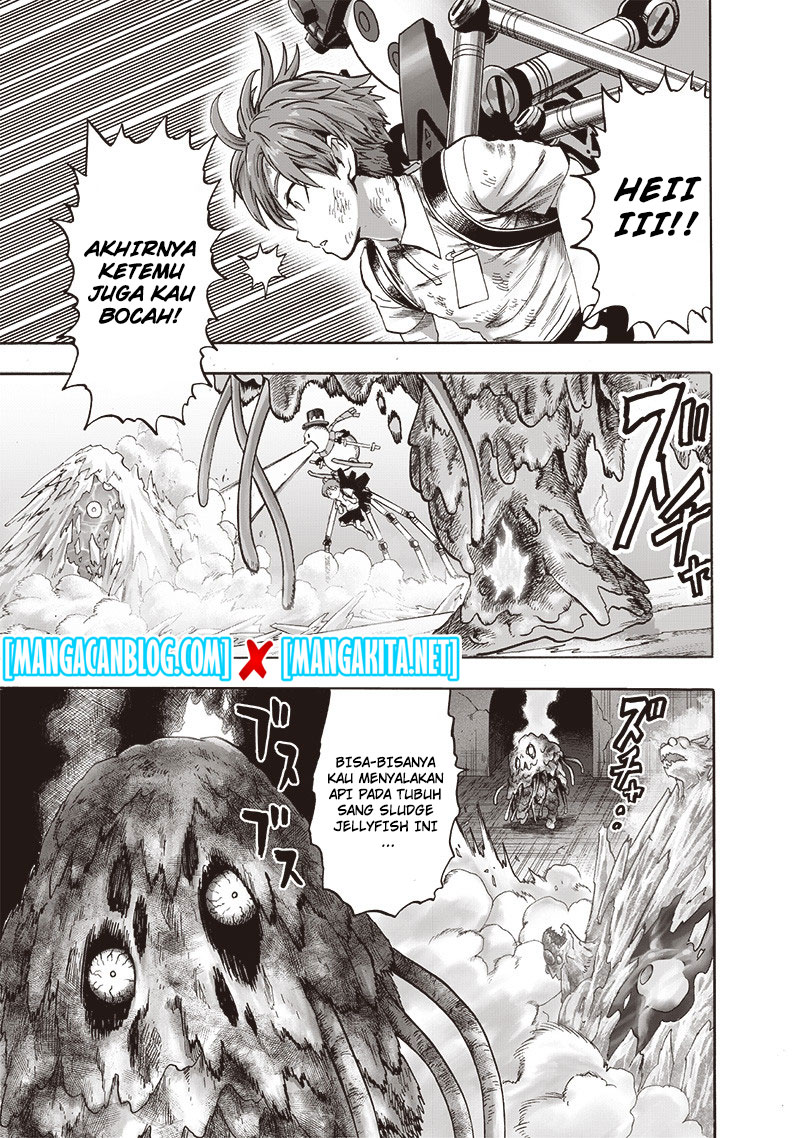 HEII
III!!
AKHIRNYA
KETEMU
JUGA KAU
BOCAH!
ズチャ
[MANGACANBLOG.COM] X [MANGAKITA.NET]
ズチャ..
BISA-BISANYA
KAU MENYALAKAN
API PADA TUBUH
SANG SLUDGE
JELLYFISH INI
...
ブスブス